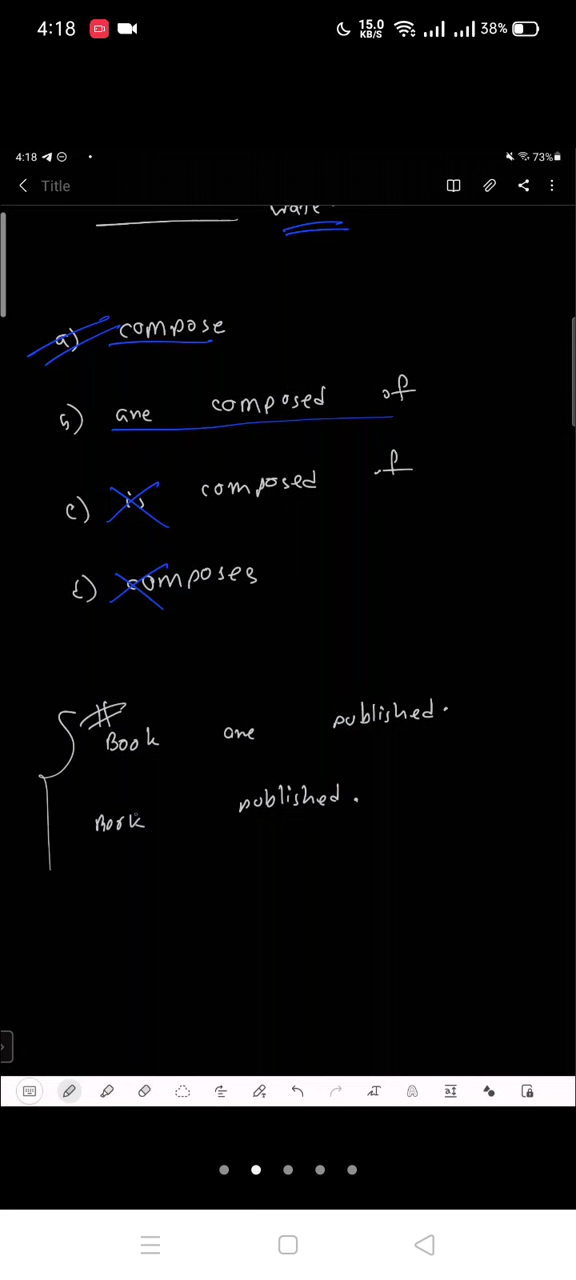 4:18 15.0 KB/S 38%
4:18 73%
Title
a) compose
b) are composed of
c) is composed of
d) composes
Book are published.
Book published.